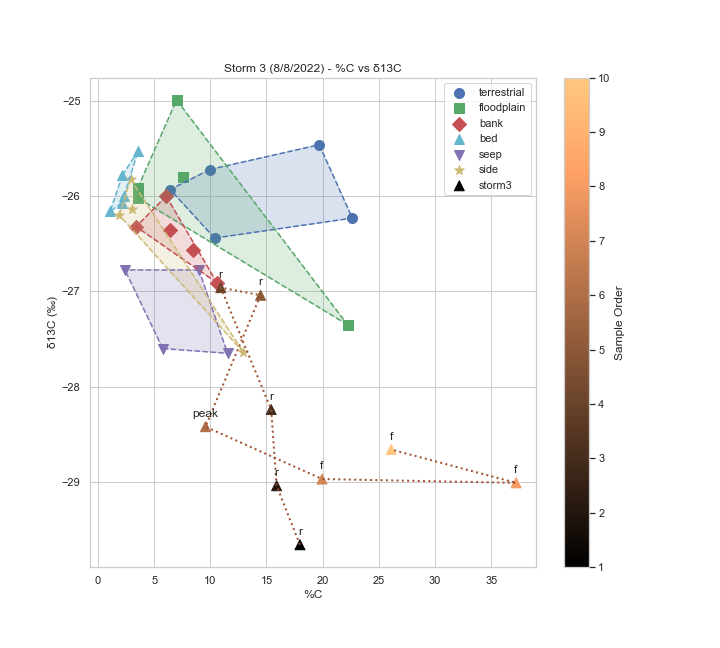 Storm 3 (8/8/2022) - %C vs δ13C
terrestrial
floodplain
bank
bed
seep
side
storm3
−25
−26
−27
−28
−29
δ13C (‰)
r
r
r
peak
f
f
f
r
r
0
5
10
15
20
25
30
35
%C
10
9
8
7
6
5
4
3
2
1
Sample Order